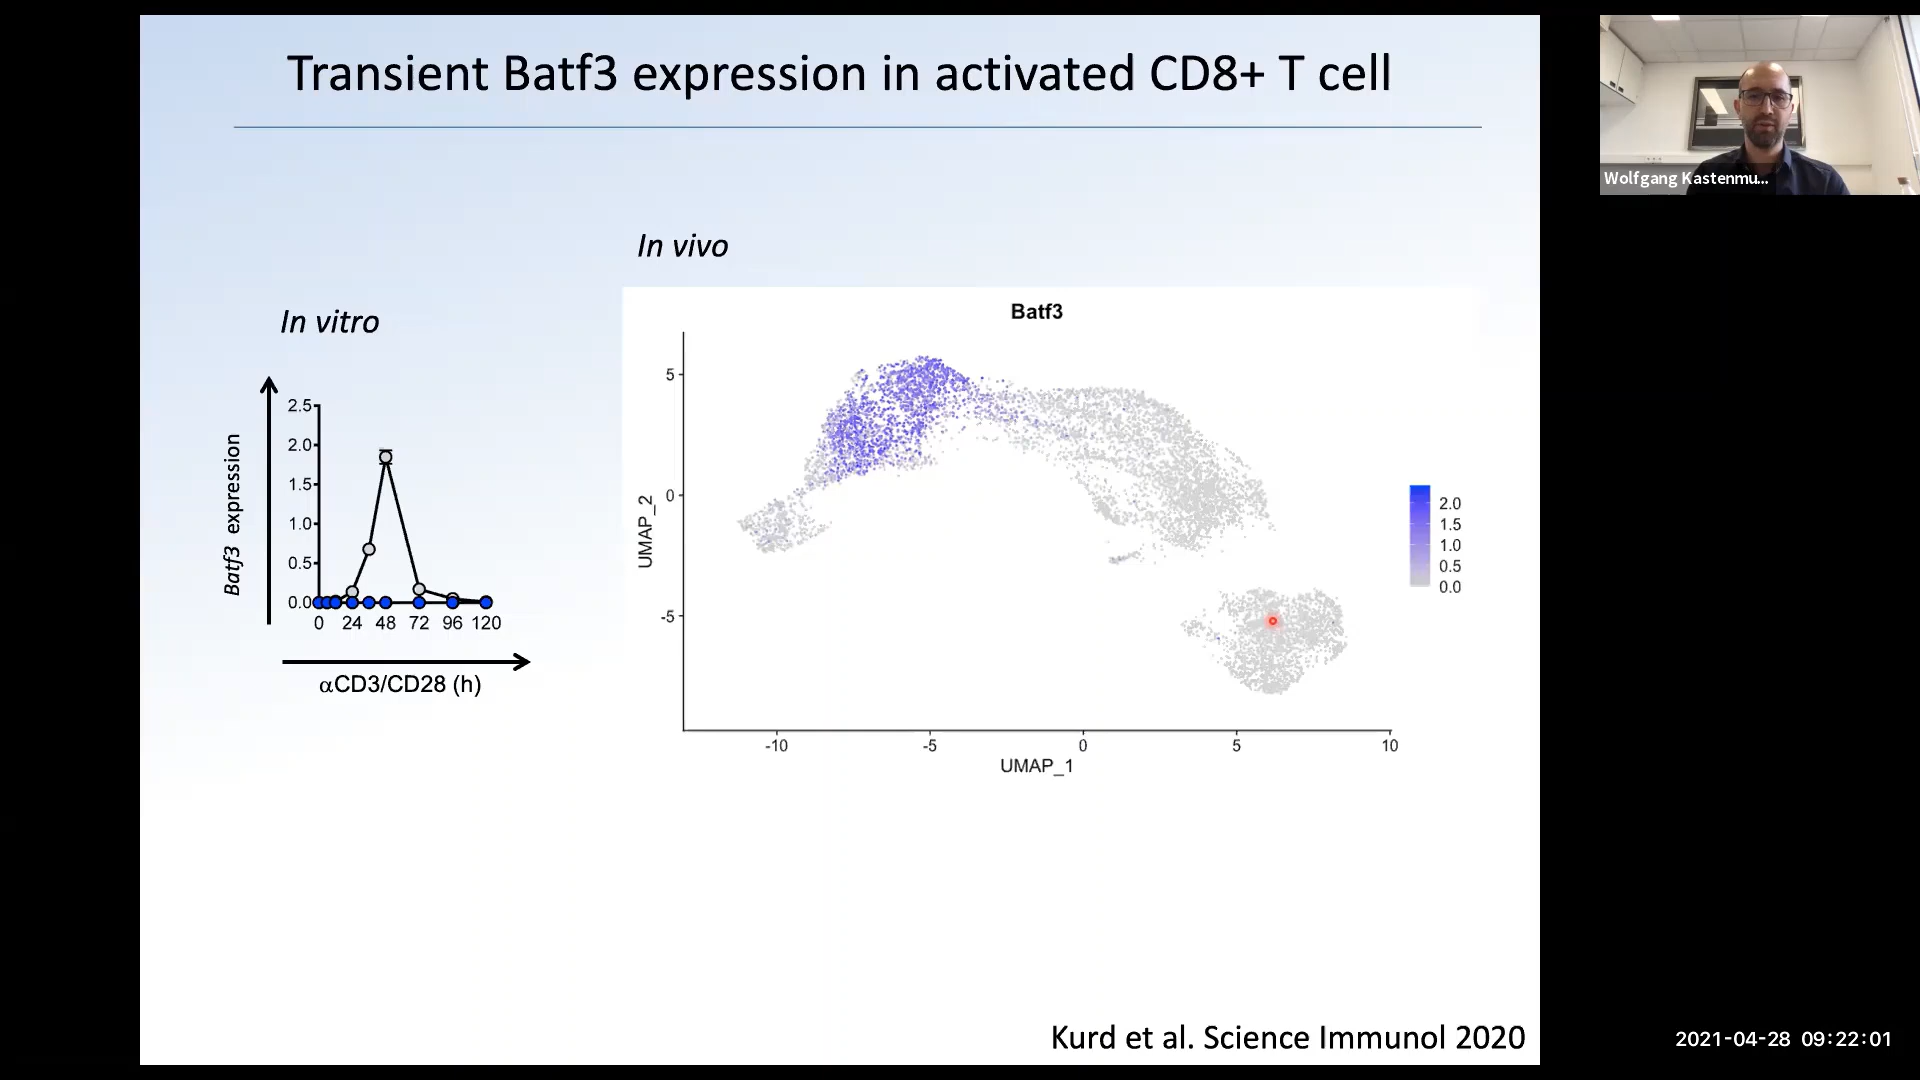 Transient Batf3 expression in activated CD8+ T cell
Wolfgang Kastenmu...
In vivo
In vitro
Batf3
5
0
-5
UMAP_2
-10
-5
0
5
10
UMAP_1
2.0
1.5
1.0
0.5
0.0
Batf3 expression
2.5
2.0
1.5
1.0
0.5
0.0
0 24 48 72 96 120
αCD3/CD28 (h)
Kurd et al. Science Immunol 2020
2021-04-28 09:22:01